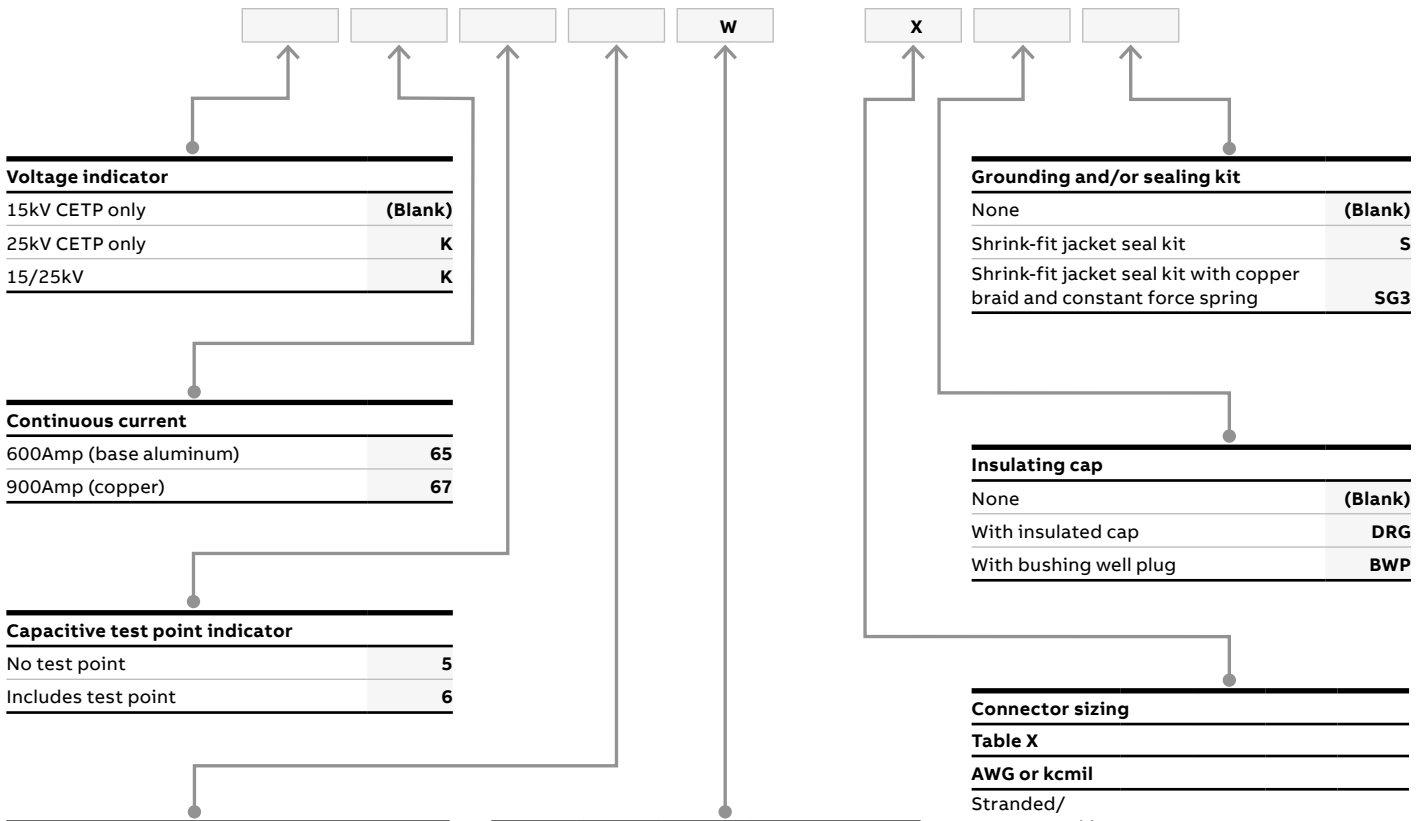 W X
Voltage indicator
15kV CETP only (Blank)
25kV CETP only K
15/25kV K
Continuous current
600Amp (base aluminum) 65
900Amp (copper) 67
Capacitive test point indicator
No test point 5
Includes test point 6
Grounding and/or sealing kit
None (Blank)
Shrink-fit jacket seal kit S
Shrink-fit jacket seal kit with copper
braid and constant force spring SG3
Insulating cap
None (Blank)
With insulated cap DRG
With bushing well plug BWP
Connector sizing
Table X
AWG or kcmil
Stranded/